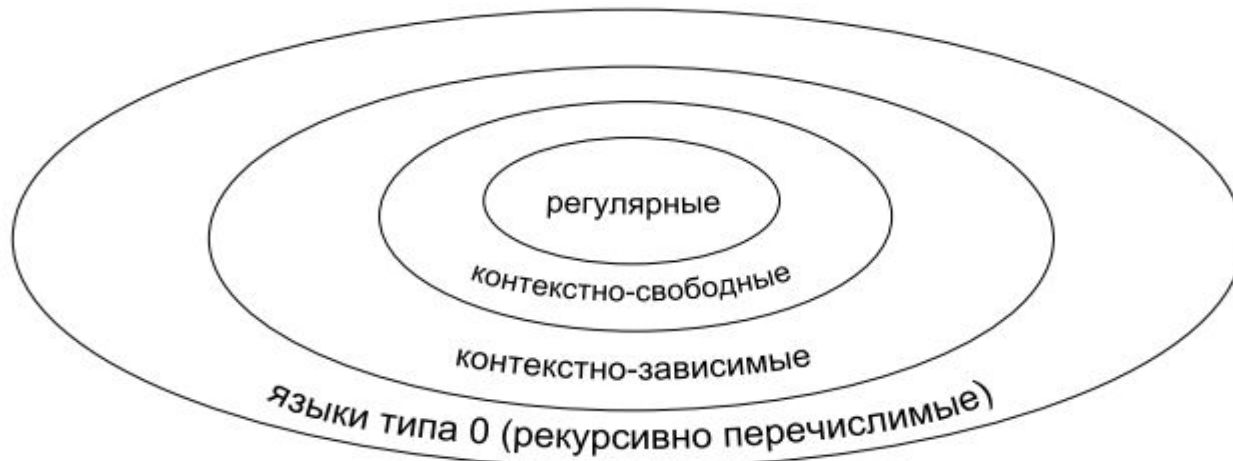 регулярные
контекстно-свободные
контекстно-зависимые
языки типа 0 (рекурсивно перечислимые)